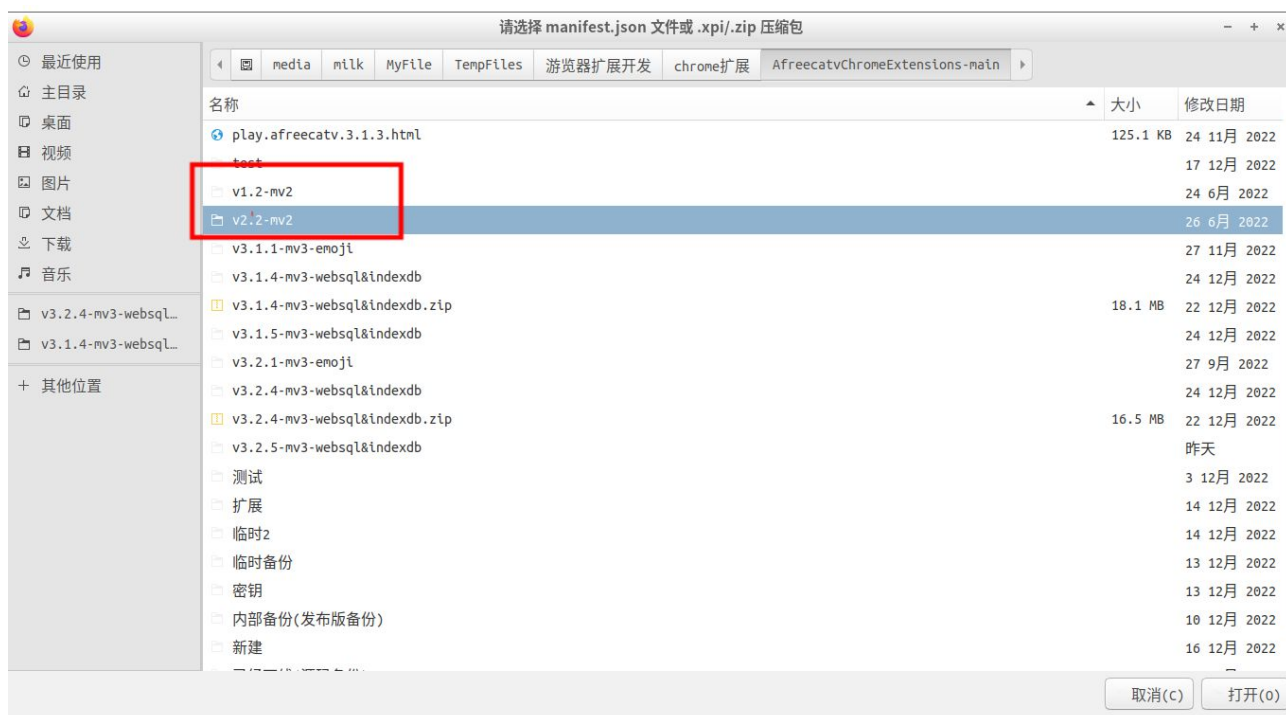 请选择 manifest.json 文件或 .xpi/.zip 压缩包
最近使用
主目录
桌面
视频
图片
文档
下载
音乐
v3.2.4-mv3-websql…
v3.1.4-mv3-websql…
+ 其他位置
media milk MyFile TempFiles 游览器扩展开发 chrome扩展 AfreecatvChromeExtensions-main
名称 大小 修改日期
play.afreecatv.3.1.3.html 125.1 KB 24 11月 2022
test 17 12月 2022
v1.2-mv2 24 6月 2022
v2.2-mv2 26 6月 2022
v3.1.1-mv3-emoji 27 11月 2022
v3.1.4-mv3-websql&indexdb 24 12月 2022
v3.1.4-mv3-websql&indexdb.zip 18.1 MB 22 12月 2022
v3.1.5-mv3-websql&indexdb 24 12月 2022
v3.2.1-mv3-emoji 27 9月 2022
v3.2.4-mv3-websql&indexdb 24 12月 2022
v3.2.4-mv3-websql&indexdb.zip 16.5 MB 22 12月 2022
v3.2.5-mv3-websql&indexdb 昨天
测试 3 12月 2022
扩展 14 12月 2022
临时2 14 12月 2022
临时备份 13 12月 2022
密钥 13 12月 2022
内部备份(发布版备份) 10 12月 2022
新建 16 12月 2022
取消(C) 打开(O)